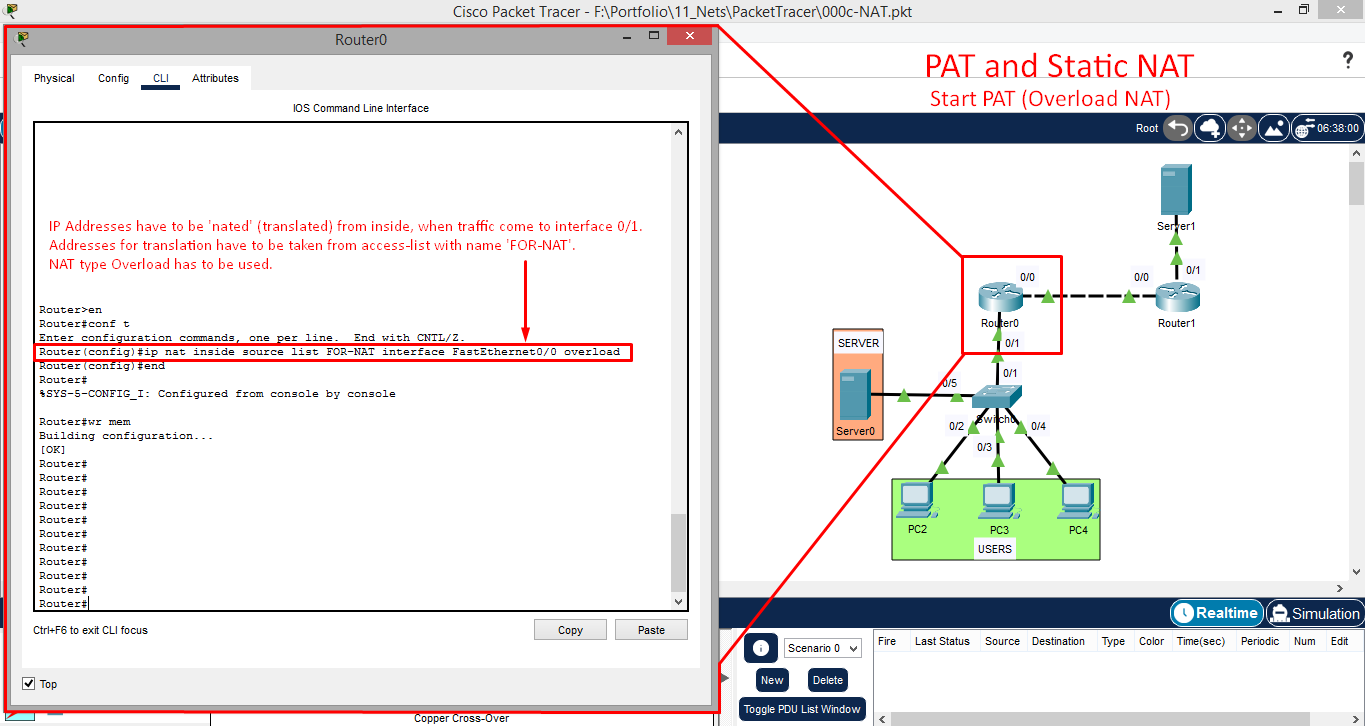 Cisco Packet Tracer - F:\Portfolio\11_Nets\PacketTracer\000c-NAT.pkt
Router0
Physical Config CLI Attributes
IOS Command Line Interface
IP Addresses have to be 'nated' (translated) from inside, when traffic come to interface 0/1.
Addresses for translation have to be taken from access-list with name 'FOR-NAT'.
NAT type Overload has to be used.
Router>en
Router#conf t
Enter configuration commands, one per line.  End with CNTL/Z.
Router(config)#ip nat inside source list FOR-NAT interface FastEthernet0/0 overload
Router(config)#end
Router#
%SYS-5-CONFIG_I: Configured from console by console
Router#wr mem
Building configuration...
[OK]
Router#
Router#
Router#
Router#
Router#
Router#
Router#
Router#
Router#
Router#
Router#
Ctrl+F6 to exit CLI focus
Copy Paste
Top
Copper Cross-Over
PAT and Static NAT
Start PAT (Overload NAT)
?
Root 06:38:00
Server1
0/1
0/0 0/0
Router0 Router1
0/1
SERVER
0/1
0/5
Server0
Switch0
0/2 0/4
0/3
PC2 PC3 PC4
USERS
Realtime Simulation
Scenario 0
New Delete
Toggle PDU List Window
Fire Last Status Source Destination Type Color Time(sec) Periodic Num Edit